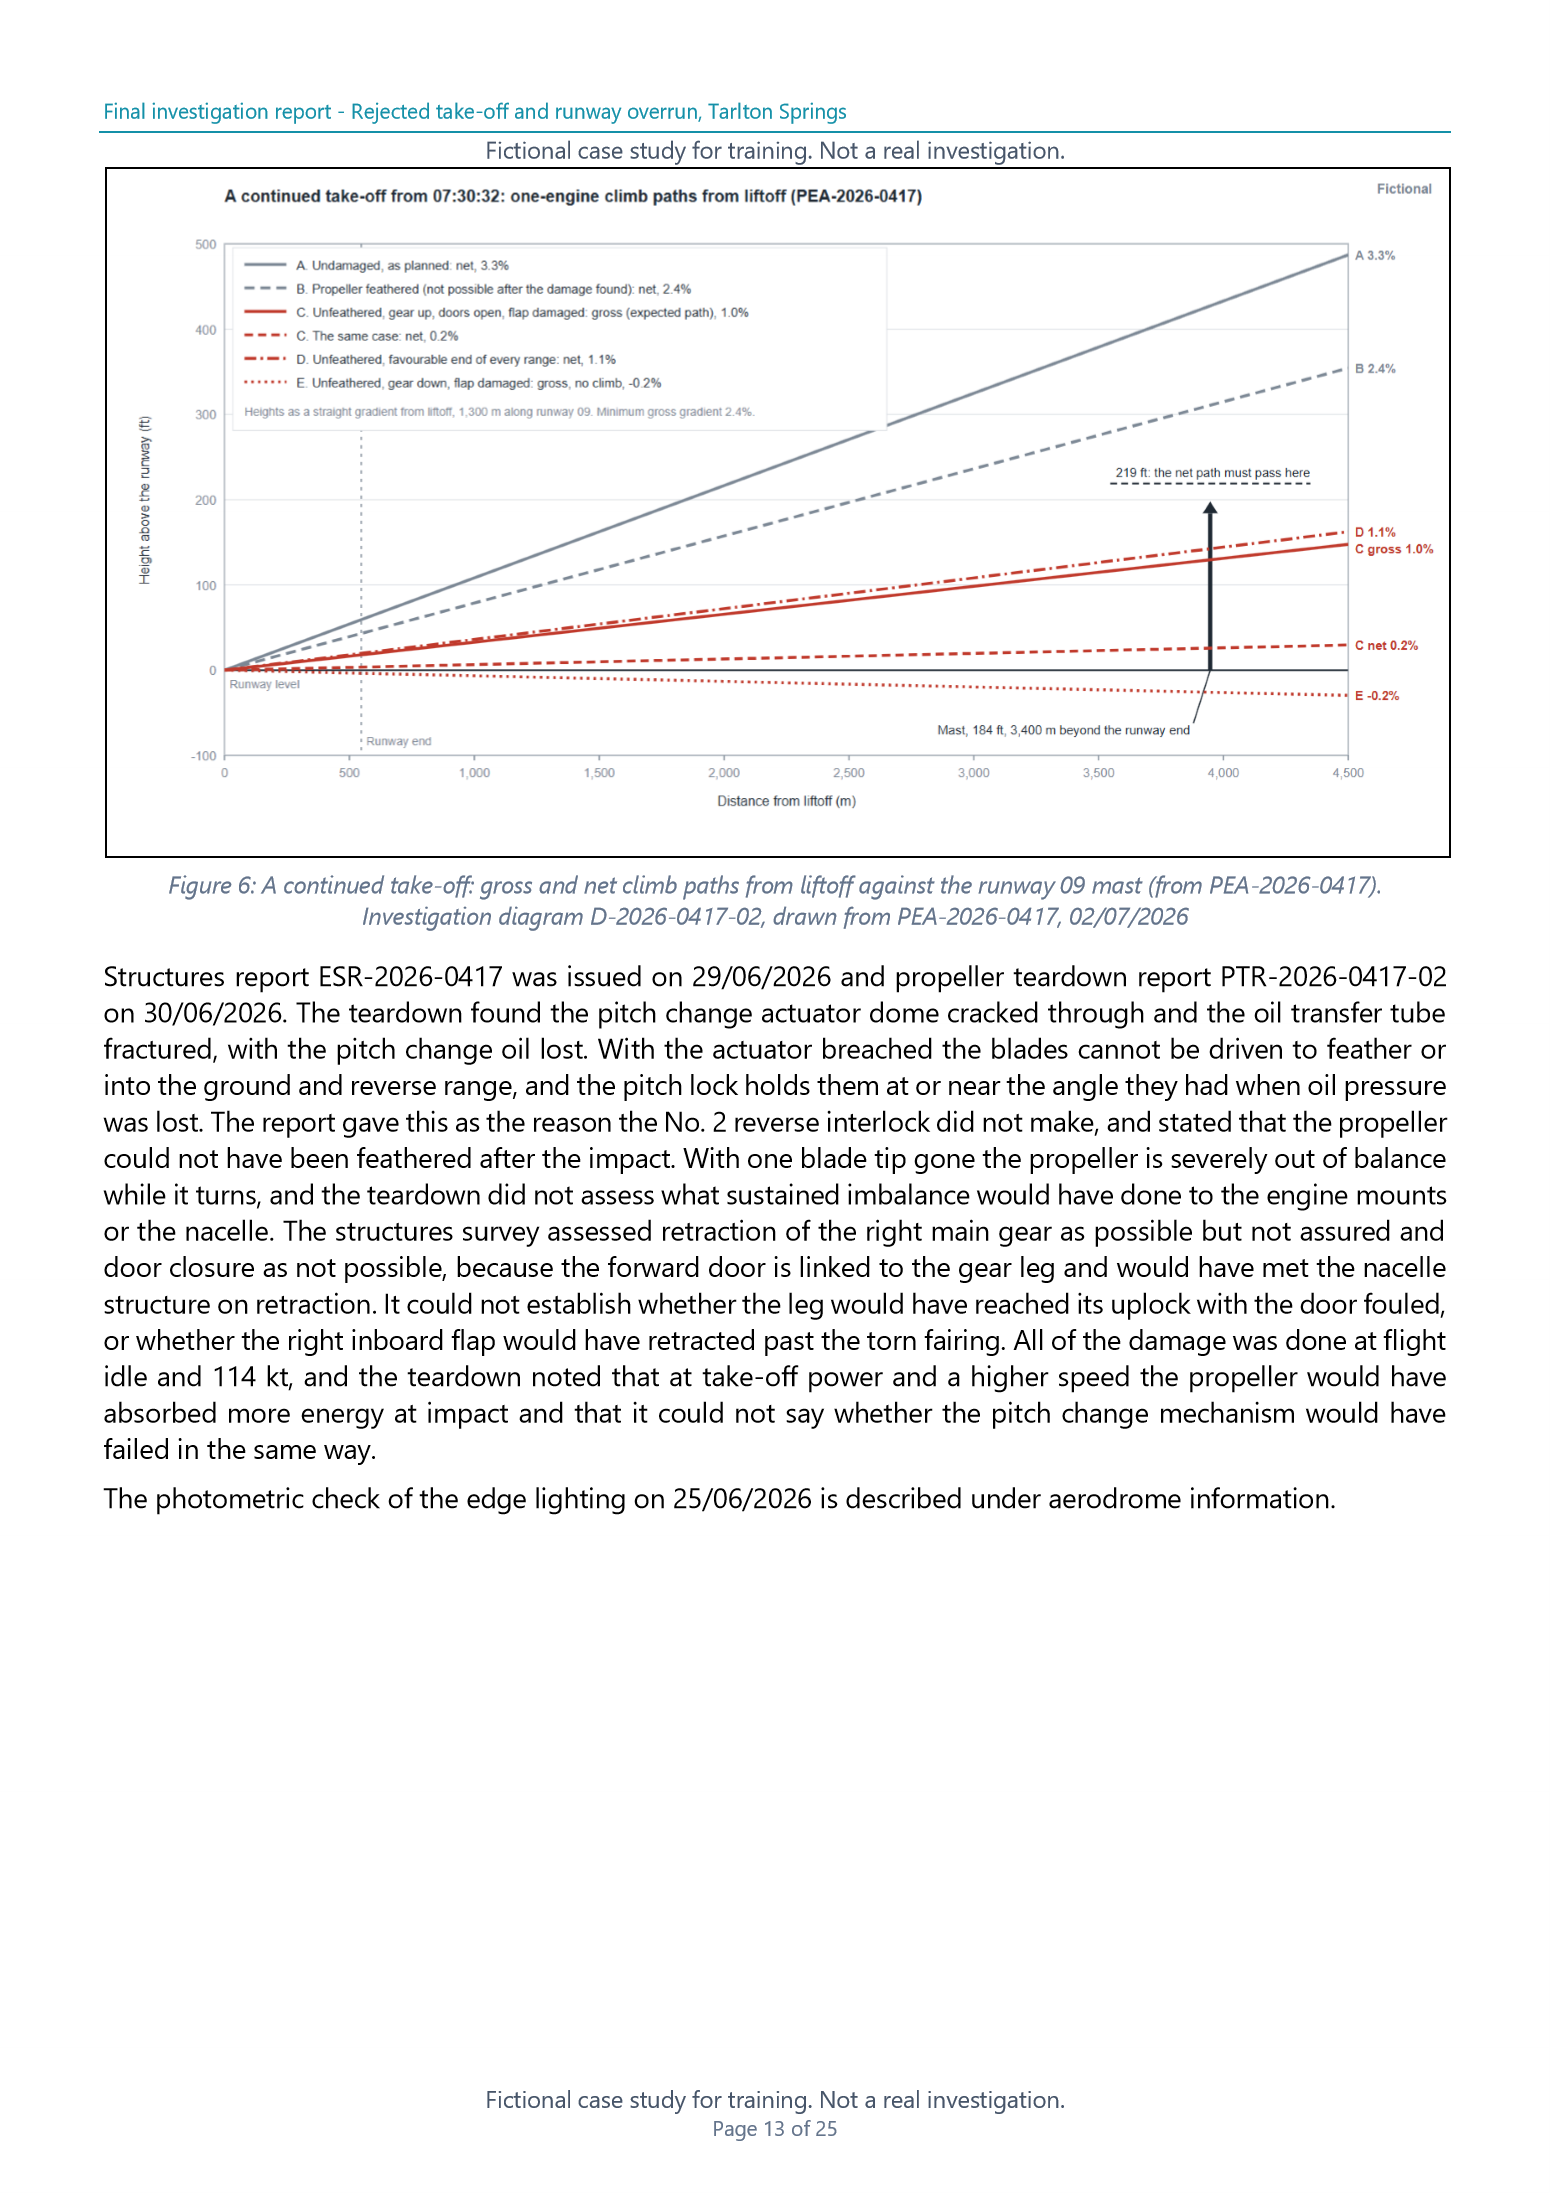 Final investigation report - Rejected take-off and runway overrun, Tarlton Springs
Fictional case study for training. Not a real investigation.
A continued take-off from 07:30:32: one-engine climb paths from liftoff (PEA-2026-0417)
Fictional
500
400
300
200
100
0
-100
Height above the runway (ft)
A. Undamaged, as planned: net, 3.3%
B. Propeller feathered (not possible after the damage found): net, 2.4%
C. Unfeathered, gear up, doors open, flap damaged: gross (expected path), 1.0%
C. The same case: net, 0.2%
D. Unfeathered, favourable end of every range: net, 1.1%
E. Unfeathered, gear down, flap damaged: gross, no climb, -0.2%
Heights as a straight gradient from liftoff, 1,300 m along runway 09. Minimum gross gradient 2.4%.
A 3.3%
B 2.4%
219 ft: the net path must pass here
D 1.1%
C gross 1.0%
C net 0.2%
E -0.2%
Runway level
Runway end
Mast, 184 ft, 3,400 m beyond the runway end
0
500
1,000
1,500
2,000
2,500
3,000
3,500
4,000
4,500
Distance from liftoff (m)
Figure 6: A continued take-off: gross and net climb paths from liftoff against the runway 09 mast (from PEA-2026-0417).
Investigation diagram D-2026-0417-02, drawn from PEA-2026-0417, 02/07/2026
Structures report ESR-2026-0417 was issued on 29/06/2026 and propeller teardown report PTR-2026-0417-02
on 30/06/2026. The teardown found the pitch change actuator dome cracked through and the oil transfer tube
fractured, with the pitch change oil lost. With the actuator breached the blades cannot be driven to feather or
into the ground and reverse range, and the pitch lock holds them at or near the angle they had when oil pressure
was lost. The report gave this as the reason the No. 2 reverse interlock did not make, and stated that the propeller
could not have been feathered after the impact. With one blade tip gone the propeller is severely out of balance
while it turns, and the teardown did not assess what sustained imbalance would have done to the engine mounts
or the nacelle. The structures survey assessed retraction of the right main gear as possible but not assured and
door closure as not possible, because the forward door is linked to the gear leg and would have met the nacelle
structure on retraction. It could not establish whether the leg would have reached its uplock with the door fouled,
or whether the right inboard flap would have retracted past the torn fairing. All of the damage was done at flight
idle and 114 kt, and the teardown noted that at take-off power and a higher speed the propeller would have
absorbed more energy at impact and that it could not say whether the pitch change mechanism would have
failed in the same way.
The photometric check of the edge lighting on 25/06/2026 is described under aerodrome information.
Fictional case study for training. Not a real investigation.
Page 13 of 25